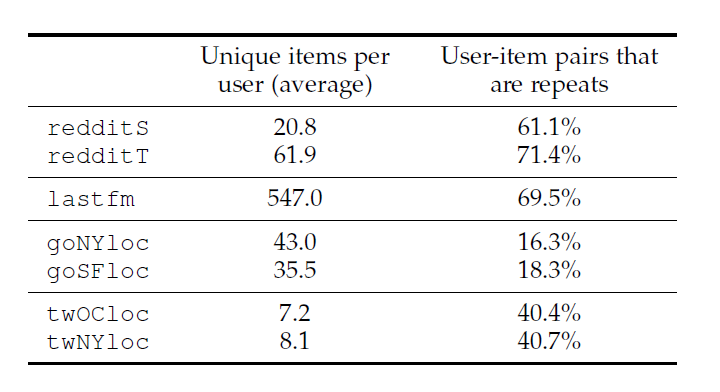 Unique items per user (average) User-item pairs that are repeats
redditS 20.8 61.1%
redditT 61.9 71.4%
lastfm 547.0 69.5%
goNYloc 43.0 16.3%
goSFloc 35.5 18.3%
twOCloc 7.2 40.4%
twNYloc 8.1 40.7%